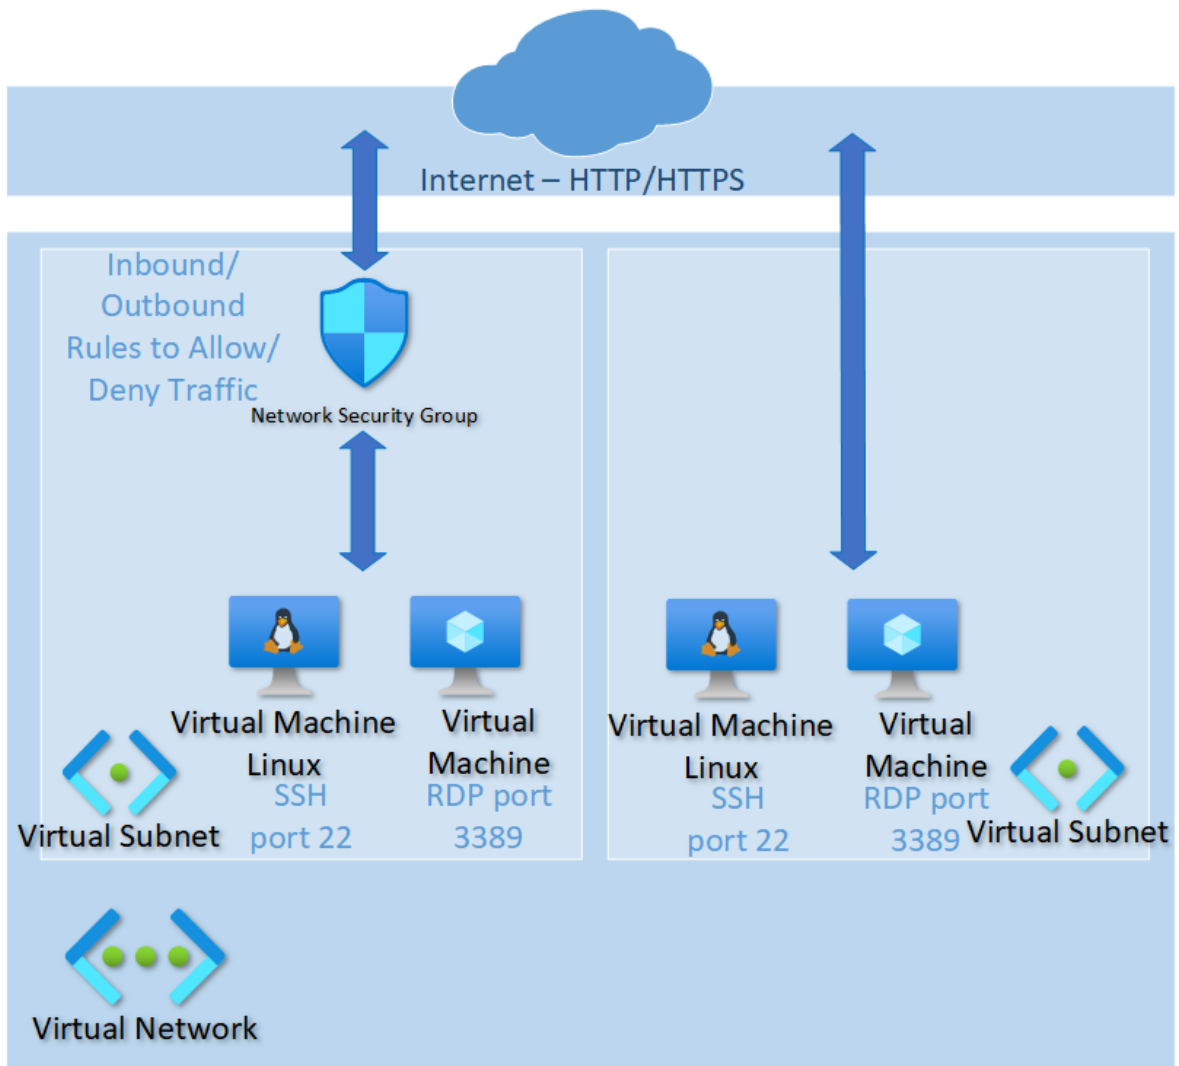 Internet – HTTP/HTTPS
Inbound/
Outbound
Rules to Allow/
Deny Traffic
Network Security Group
Virtual Machine
Linux
SSH
port 22
Virtual
Machine
RDP port
3389
Virtual Subnet
Virtual Machine
Linux
SSH
port 22
Virtual
Machine
RDP port
3389
Virtual Subnet
Virtual Network